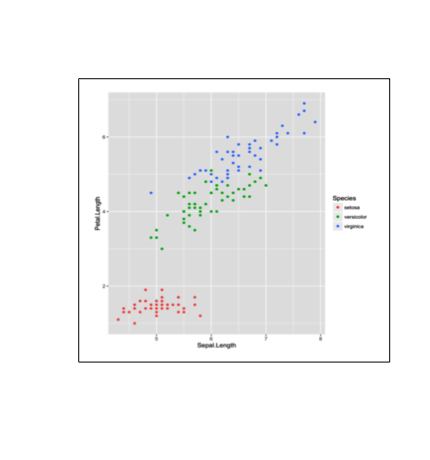 6
4
2
Petal.Length
5
6
7
8
Sepal.Length
Species
setosa
versicolor
virginica